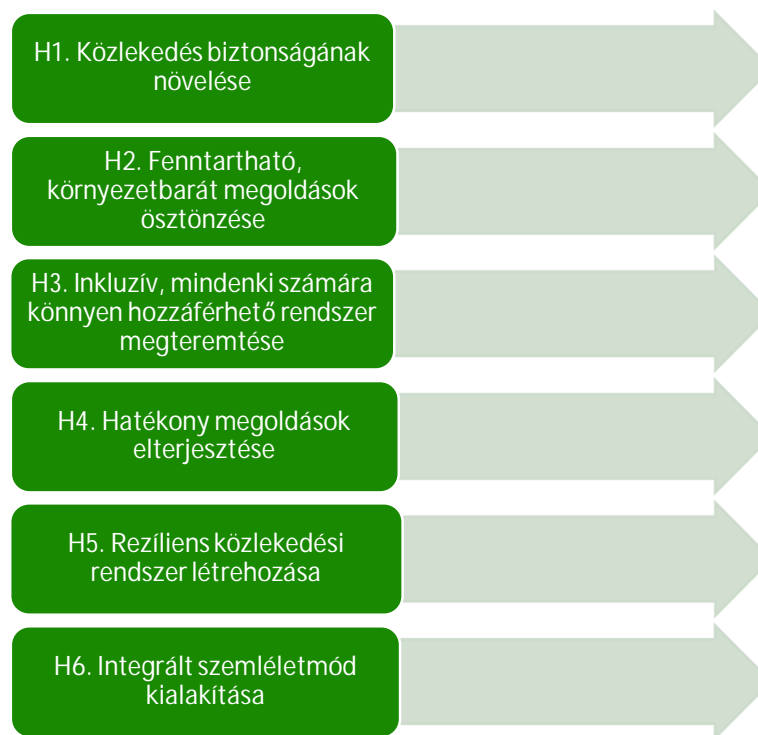 H1. Közlekedés biztonságának
növelése
H2. Fenntartható,
környezetbarát megoldások
ösztönzése
H3. Inkluzív, mindenki számára
könnyen hozzáférhető rendszer
megteremtése
H4. Hatékony megoldások
elterjesztése
H5. Rezíliens közlekedési
rendszer létrehozása
H6. Integrált szemléletmód
kialakítása